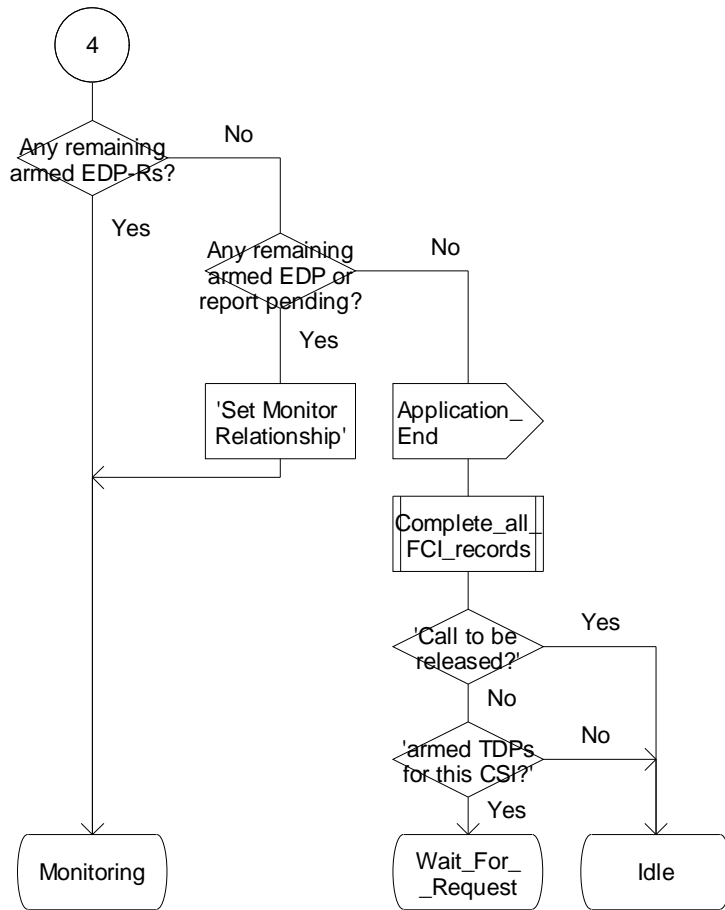 4
Any remaining
armed EDP-Rs?
No
Yes
Any remaining
armed EDP or
report pending?
No
Yes
'Set Monitor
Relationship'
Application_
End
Complete_all_
FCI_records
'Call to be
released?'
Yes
No
'armed TDPs
for this CSI?'
No
Yes
Monitoring
Wait_For_
_Request
Idle